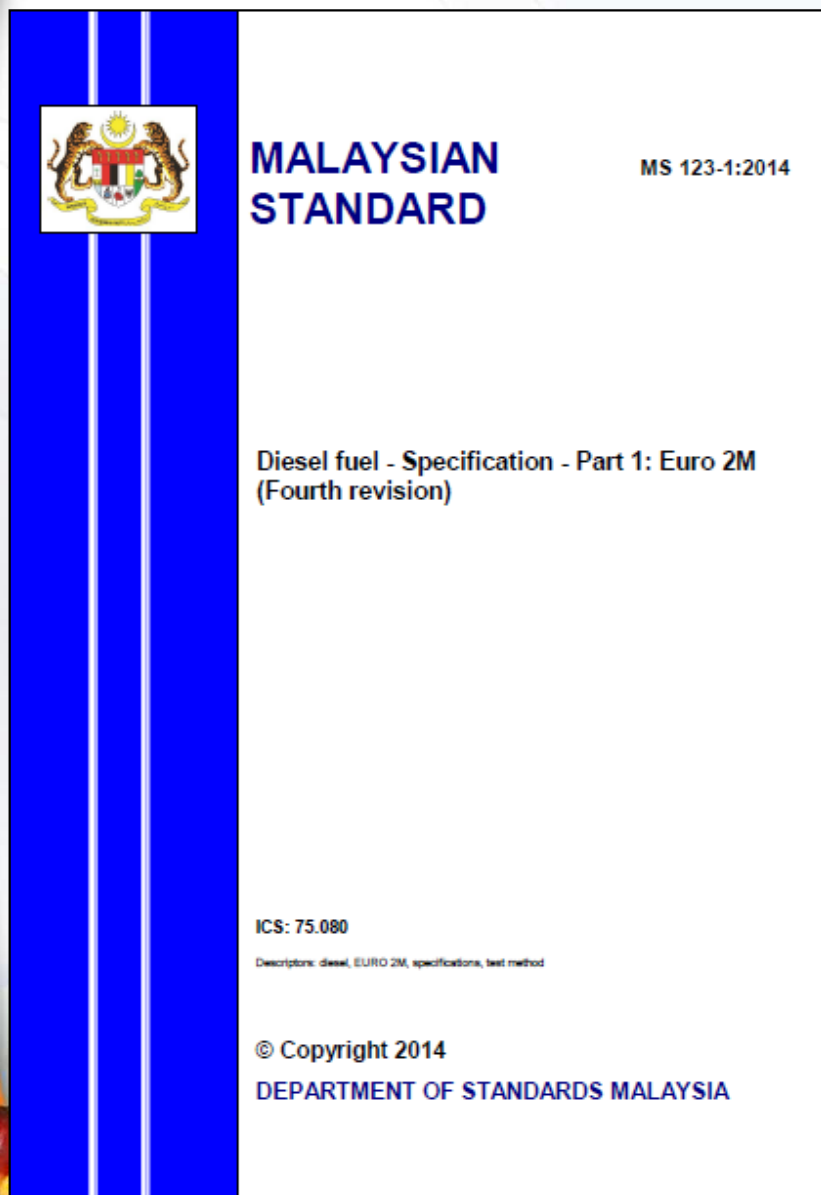 MALAYSIAN
STANDARD
MS 123-1:2014
Diesel fuel - Specification - Part 1: Euro 2M
(Fourth revision)
ICS: 75.080
Descriptors: diesel, EURO 2M, specifications, test method
© Copyright 2014
DEPARTMENT OF STANDARDS MALAYSIA